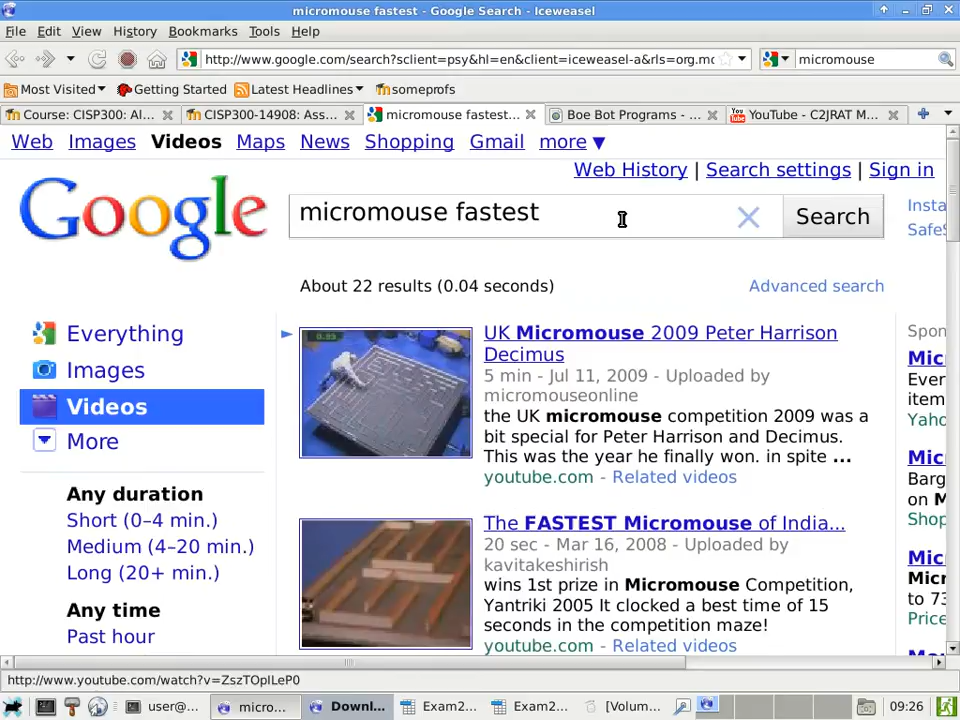 micromouse fastest - Google Search - Iceweasel
File Edit View History Bookmarks Tools Help
http://www.google.com/search?sclient=psy&hl=en&client=iceweasel-a&rls=org.mc
micromouse
Most Visited Getting Started Latest Headlines someprofs
Course: CISP300: Al... CISP300-14908: Ass... micromouse fastest... Boe Bot Programs - ... YouTube - C2JRAT M...
Web Images Videos Maps News Shopping Gmail more ▼
Web History | Search settings | Sign in
Google
micromouse fastest
Search
Insta
SafeS
About 22 results (0.04 seconds)
Advanced search
Everything
Images
Videos
More
Any duration
Short (0–4 min.)
Medium (4–20 min.)
Long (20+ min.)
Any time
Past hour
UK Micromouse 2009 Peter Harrison
Decimus
5 min - Jul 11, 2009 - Uploaded by
micromouseonline
the UK micromouse competition 2009 was a
bit special for Peter Harrison and Decimus.
This was the year he finally won. in spite ...
youtube.com - Related videos
The FASTEST Micromouse of India...
20 sec - Mar 16, 2008 - Uploaded by
kavitakeshirish
wins 1st prize in Micromouse Competition,
Yantriki 2005 It clocked a best time of 15
seconds in the competition maze!
youtube.com - Related videos
Spon
Mic
Ever
item
Yaho
Mic
Barg
on M
Shop
Mic
Micr
to 73
Price
http://www.youtube.com/watch?v=ZszTOpILeP0
user@... micro... Downl... Exam2... Exam2... [Volum... 09:26